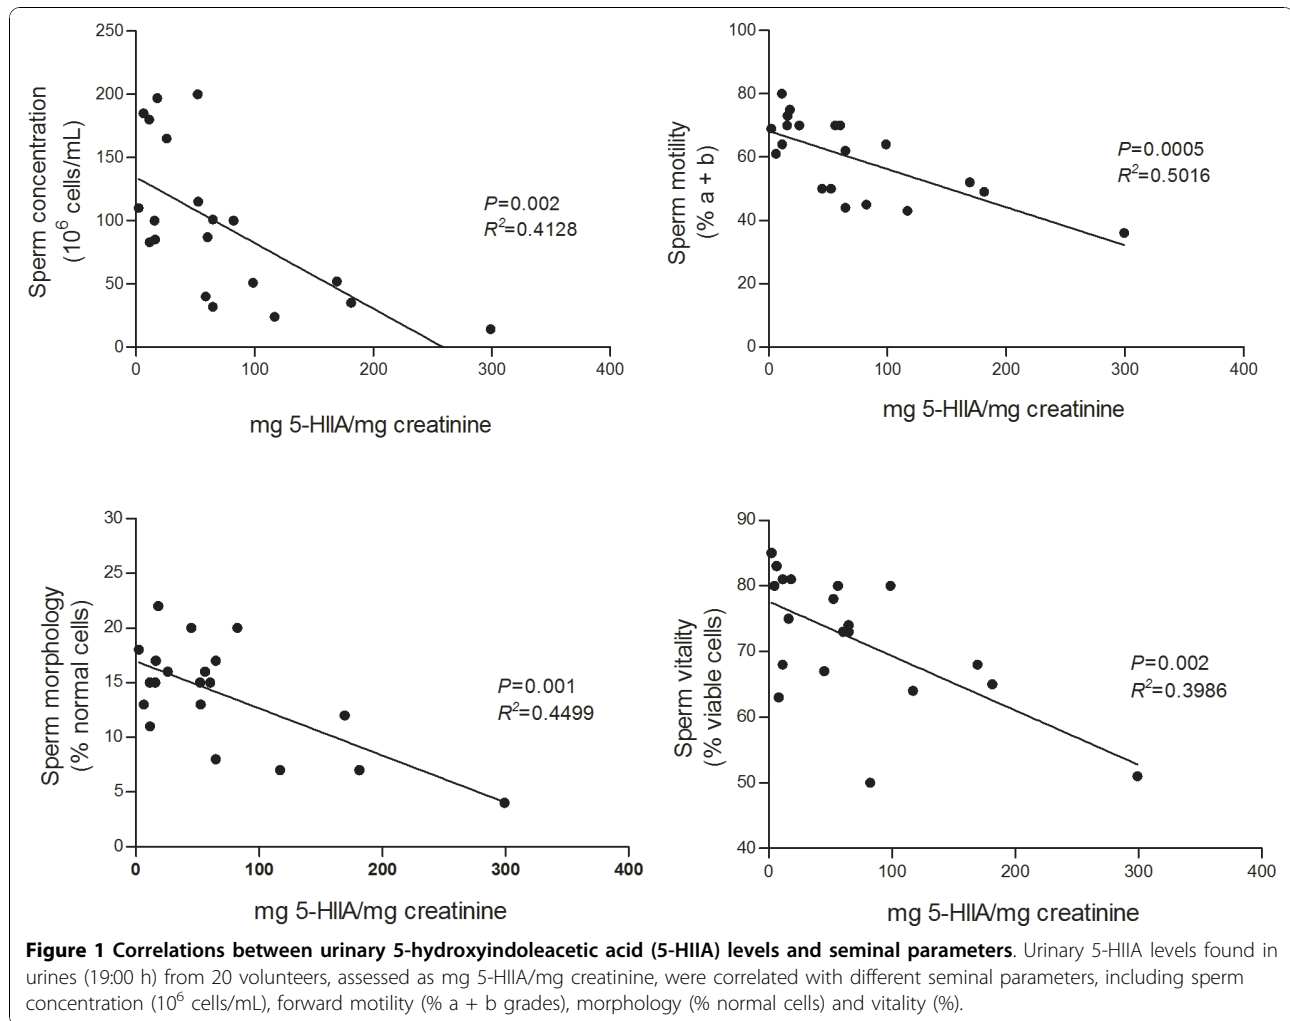 250
200
150
100
50
0
Sperm concentration
(10⁶ cells/mL)
P=0.002
R²=0.4128
0 100 200 300 400
mg 5-HIIA/mg creatinine
100
80
60
40
20
0
Sperm motility
(% a + b)
P=0.0005
R²=0.5016
0 100 200 300 400
mg 5-HIIA/mg creatinine
30
25
20
15
10
5
0
Sperm morphology
(% normal cells)
P=0.001
R²=0.4499
0 100 200 300 400
mg 5-HIIA/mg creatinine
90
80
70
60
50
40
Sperm vitality
(% viable cells)
P=0.002
R²=0.3986
0 100 200 300 400
mg 5-HIIA/mg creatinine
Figure 1 Correlations between urinary 5-hydroxyindoleacetic acid (5-HIIA) levels and seminal parameters. Urinary 5-HIIA levels found in
urines (19:00 h) from 20 volunteers, assessed as mg 5-HIIA/mg creatinine, were correlated with different seminal parameters, including sperm
concentration (10⁶ cells/mL), forward motility (% a + b grades), morphology (% normal cells) and vitality (%).